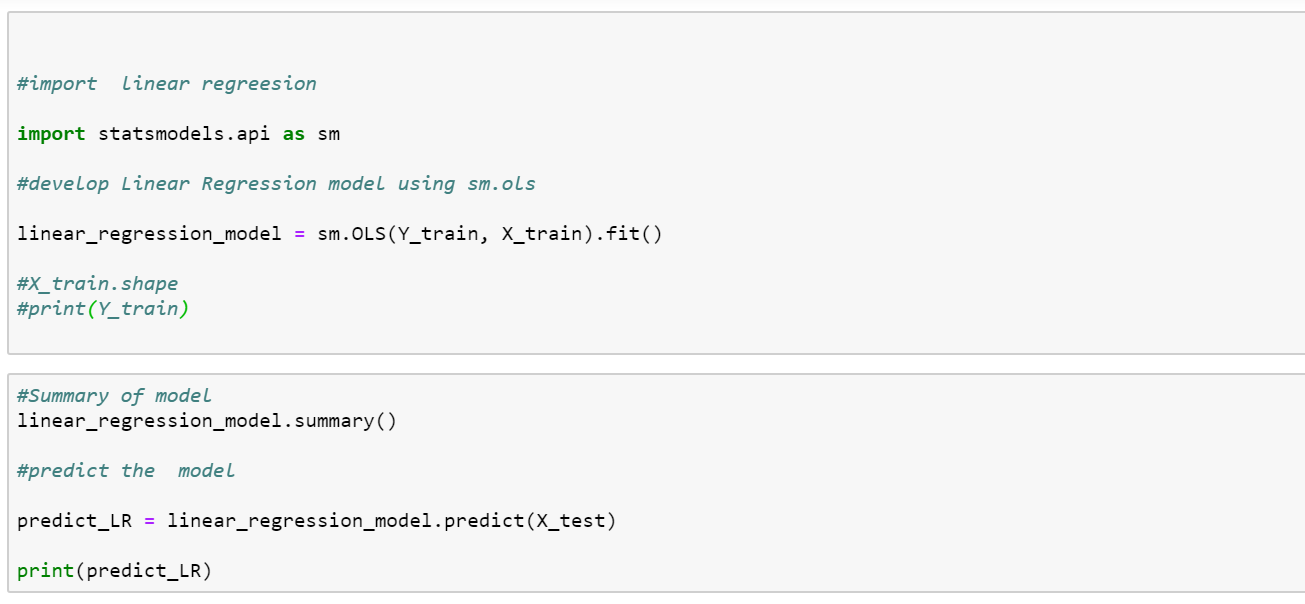 #import  linear regreesion
import statsmodels.api as sm
#develop Linear Regression model using sm.ols
linear_regression_model = sm.OLS(Y_train, X_train).fit()
#X_train.shape
#print(Y_train)
#Summary of model
linear_regression_model.summary()
#predict the  model
predict_LR = linear_regression_model.predict(X_test)
print(predict_LR)